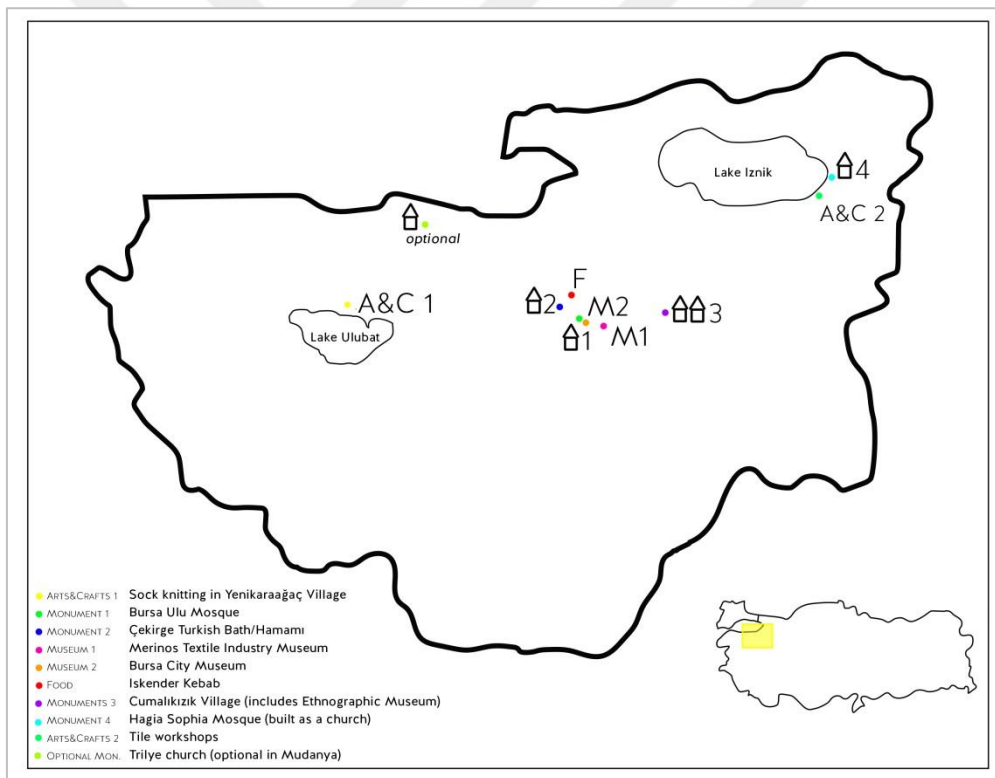 Lake Iznik
4
A&C 2
optional
F
A&C 1
2
M2
3
Lake Ulubat
1
M1
ARTS&CRAFTS 1 Sock knitting in Yenikaraağaç Village
MONUMENT 1 Bursa Ulu Mosque
MONUMENT 2 Çekirge Turkish Bath/Hamamı
MUSEUM 1 Merinos Textile Industry Museum
MUSEUM 2 Bursa City Museum
FOOD Iskender Kebab
MONUMENTS 3 Cumalıkızık Village (includes Ethnographic Museum)
MONUMENT 4 Hagia Sophia Mosque (built as a church)
ARTS&CRAFTS 2 Tile workshops
OPTIONAL MON. Trilye church (optional in Mudanya)